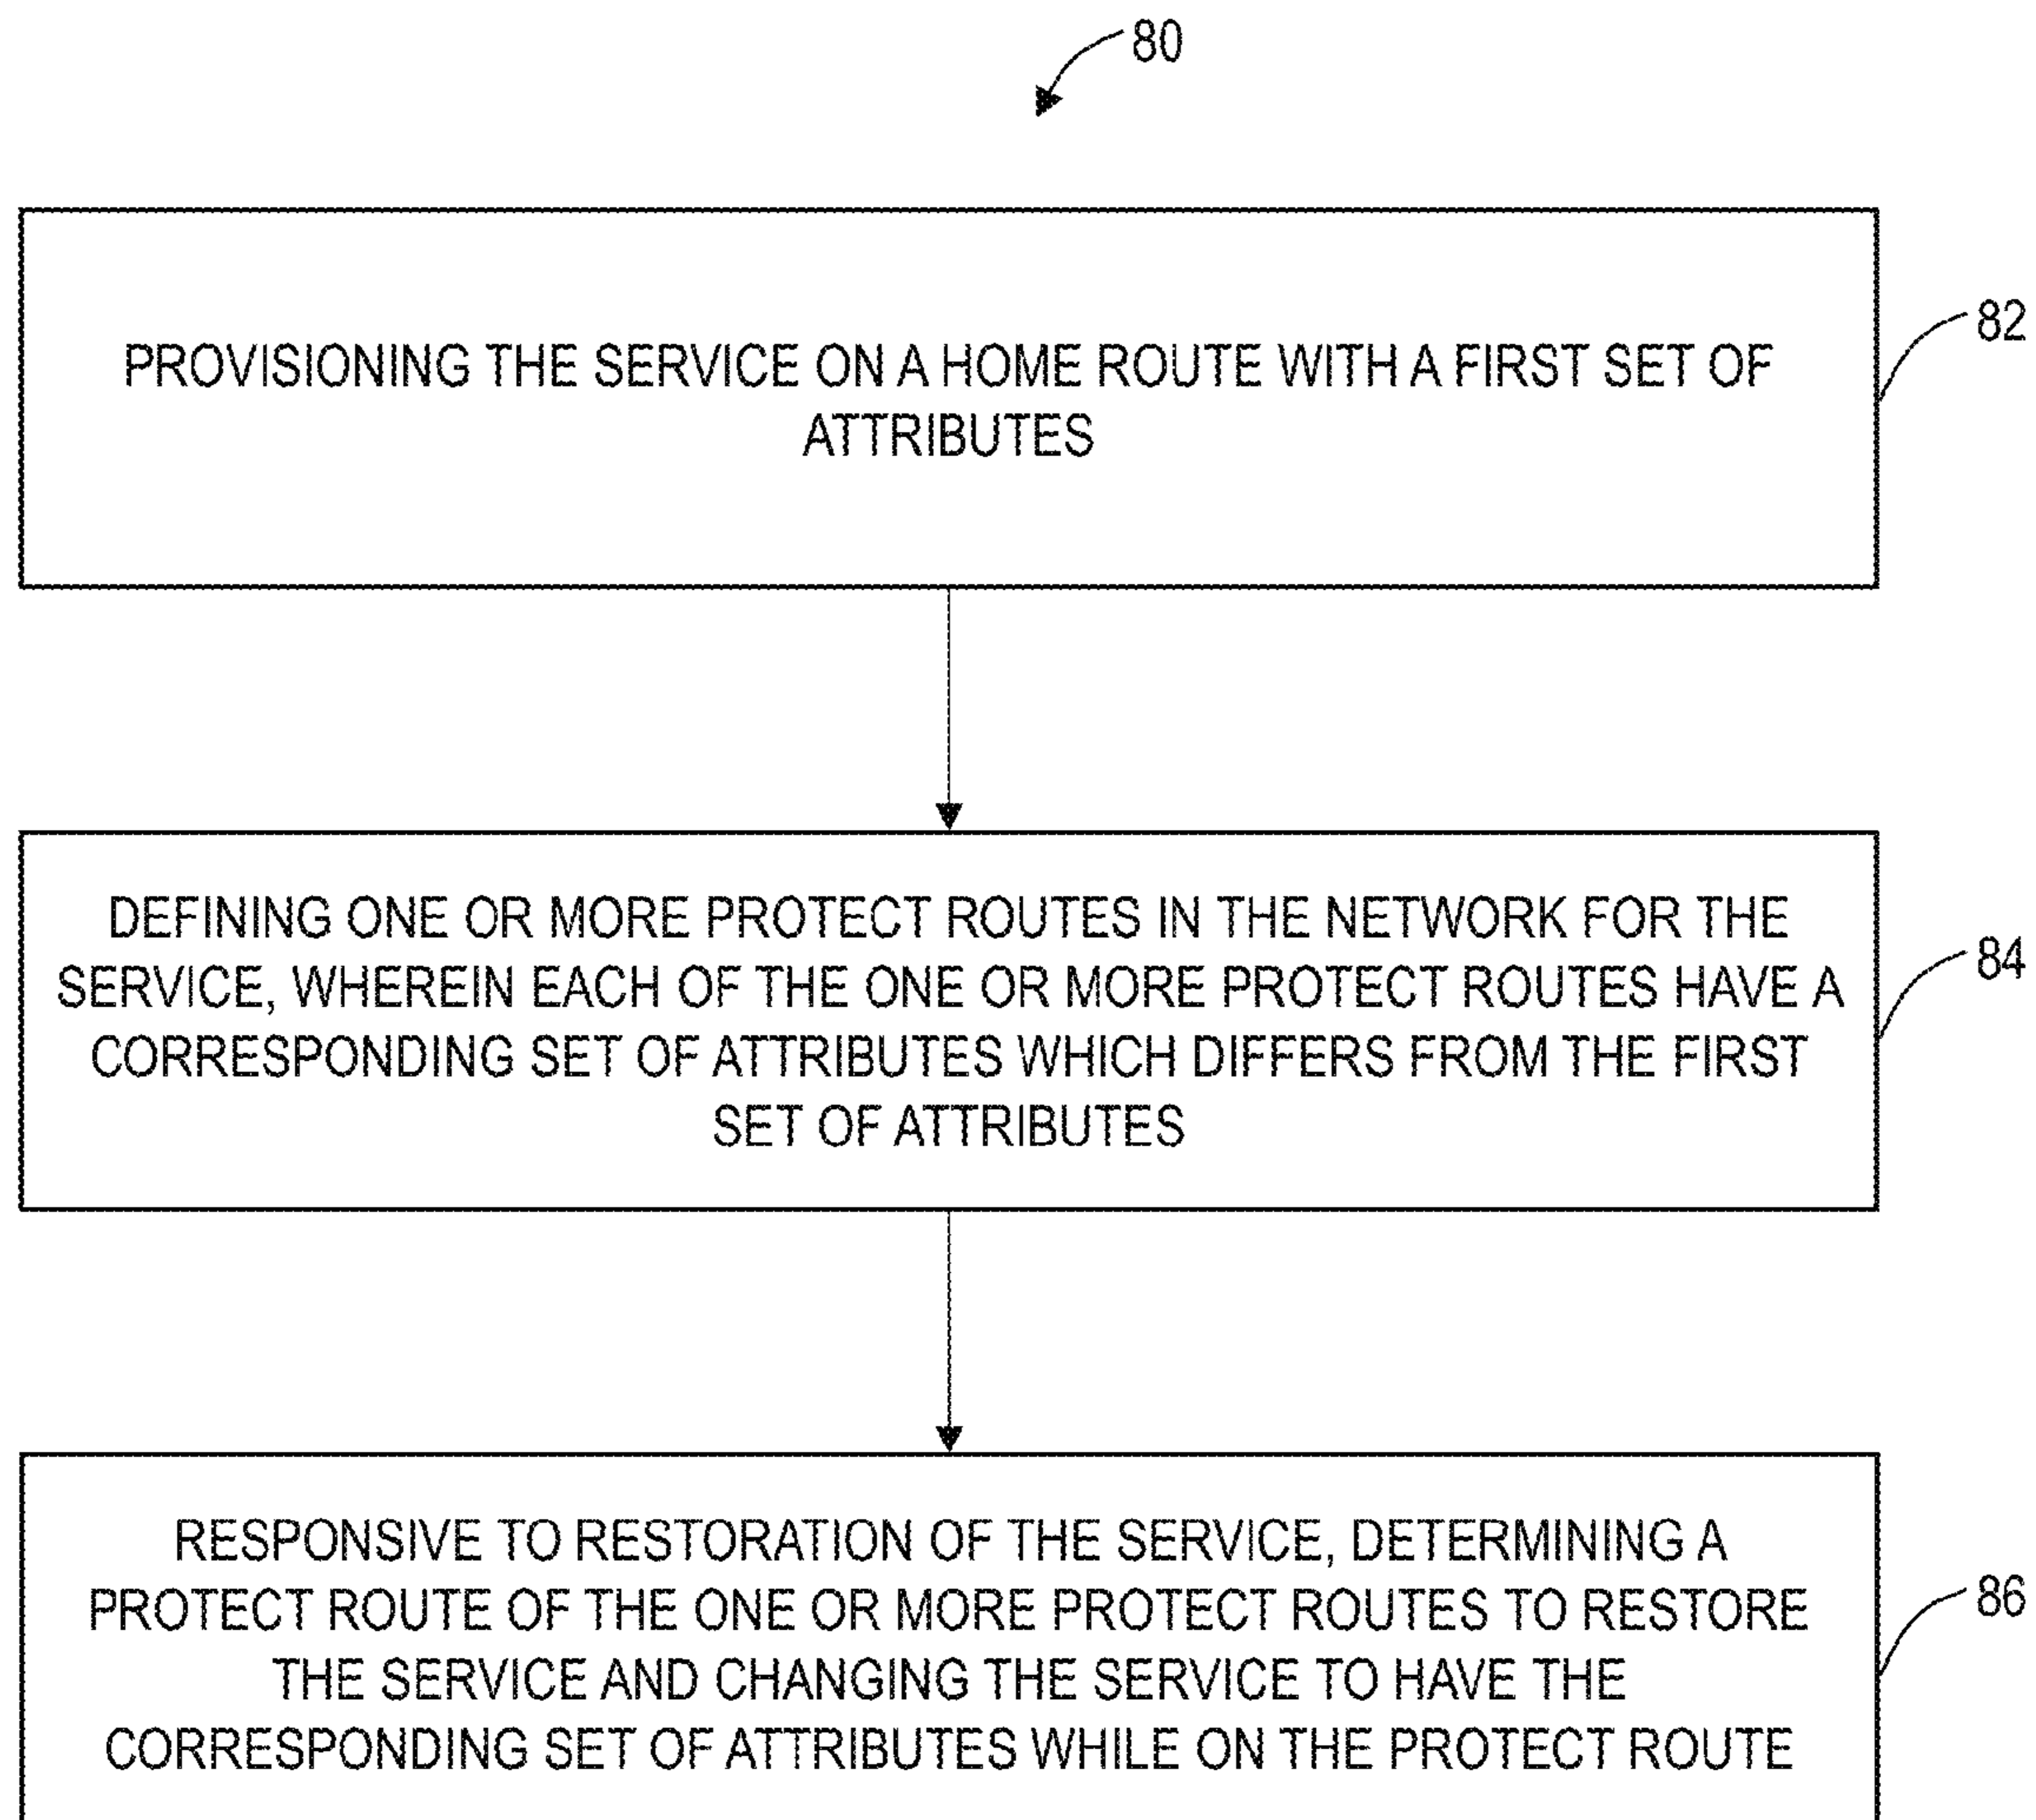 80
PROVISIONING THE SERVICE ON A HOME ROUTE WITH A FIRST SET OF
ATTRIBUTES
82
DEFINING ONE OR MORE PROTECT ROUTES IN THE NETWORK FOR THE
SERVICE, WHEREIN EACH OF THE ONE OR MORE PROTECT ROUTES HAVE A
CORRESPONDING SET OF ATTRIBUTES WHICH DIFFERS FROM THE FIRST
SET OF ATTRIBUTES
84
RESPONSIVE TO RESTORATION OF THE SERVICE, DETERMINING A
PROTECT ROUTE OF THE ONE OR MORE PROTECT ROUTES TO RESTORE
THE SERVICE AND CHANGING THE SERVICE TO HAVE THE
CORRESPONDING SET OF ATTRIBUTES WHILE ON THE PROTECT ROUTE
86